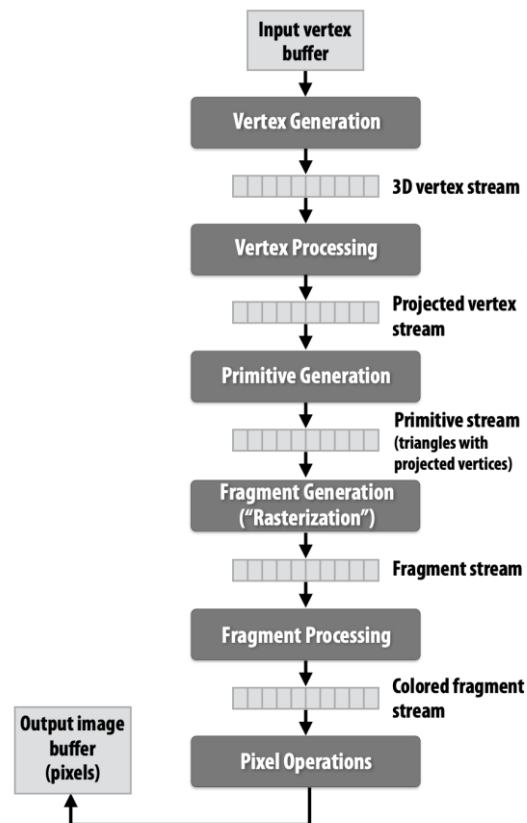 Input vertex
buffer
Vertex Generation
3D vertex stream
Vertex Processing
Projected vertex
stream
Primitive Generation
Primitive stream
(triangles with
projected vertices)
Fragment Generation
(“Rasterization”)
Fragment stream
Fragment Processing
Colored fragment
stream
Output image
buffer
(pixels)
Pixel Operations